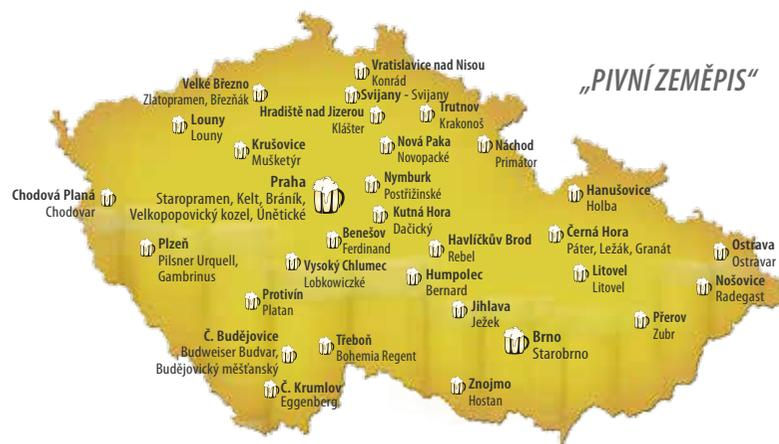 „PIVNÍ ZEMĚPIS“
Vratislavice nad Nisou
Konrád
Velké Březno
Zlatopramen, Březňák
Svijany - Svijany
Hradiště nad Jizerou
Klášter
Trutnov
Krakonoš
Louny
Louny
Krušovice
Mušketýr
Nová Paka
Novopacké
Náchod
Primátor
Praha
Staropramen, Kelt, Bráník,
Velkopopovický kozel, Únětické
Nymburk
Postřižinské
Chodová Planá
Chodovar
Hanušovice
Holba
Kutná Hora
Dačický
Benešov
Ferdinand
Havlíčkův Brod
Rebel
Černá Hora
Páter, Ležák, Granát
Ostrava
Ostravar
Plzeň
Pilsner Urquell,
Gambrinus
Vysoký Chlumec
Lobkowiczké
Humpolec
Bernard
Litovel
Litovel
Nošovice
Radegast
Protivín
Platan
Jihlava
Ježek
Přerov
Zubr
Č. Budějovice
Budweiser Budvar,
Budějovický měšťanský
Třeboň
Bohemia Regent
Brno
Starobrno
Č. Krumlov
Eggenberg
Znojmo
Hostan